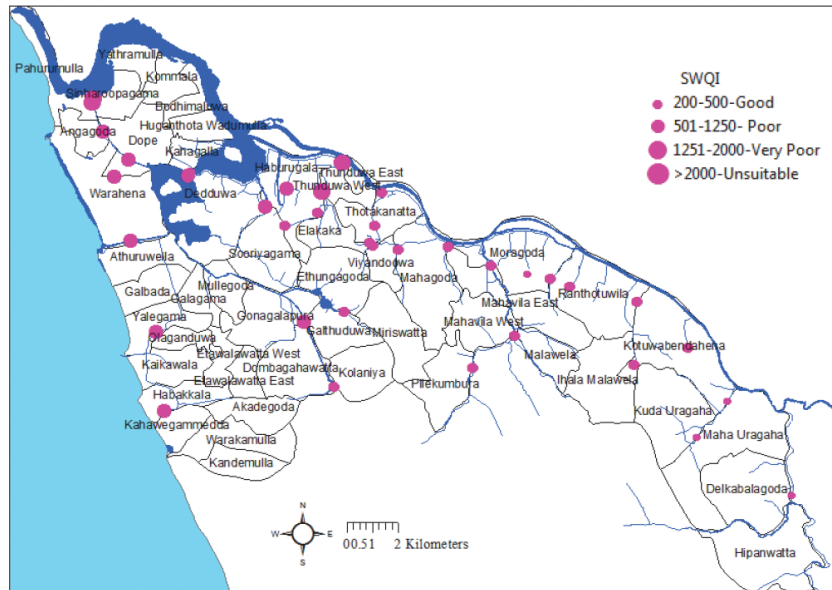 Yathramulla
Pahurumulla
Kommala
Sinharoopagama
Bodhimaluwa
Angagoda
Huganthota Wadumulla
Dope
Kahagalla
Haburugala
Thunduwa East
Warahena
Dedduwa
Thunduwa West
Thotakanatta
Elakaka
Athuruwella
Sooriyagama
Viyandoowa
Moragoda
Ethungagoda
Mahagoda
Galbada
Mullegoda
Galagama
Ranthotuwila
Mahavila East
Yalegama
Gonagalapura
Galthuduwa
Miriswatta
Mahavila West
Olaganduwa
Kotuwabendahena
Etawalawatta West
Malawela
Kaikawala
Dombagahawatta
Kolaniya
Etawalawatta East
Pilekumbura
Ihala Malawela
Habakkala
Akadegoda
Kuda Uragaha
Kahawegammedda
Warakamulla
Maha Uragaha
Kandemulla
Delkabalagoda
Hipanwatta
SWQI
200-500-Good
501-1250- Poor
1251-2000-Very Poor
>2000-Unsuitable
N
W E
S
00.51 2 Kilometers